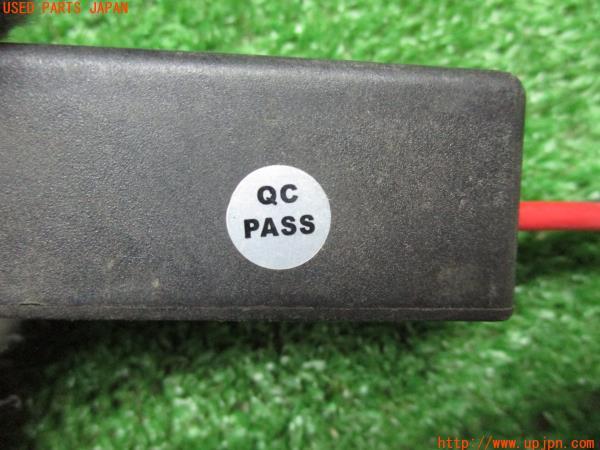 USED PARTS JAPAN
QC
PASS
http://www.upjpn.com/